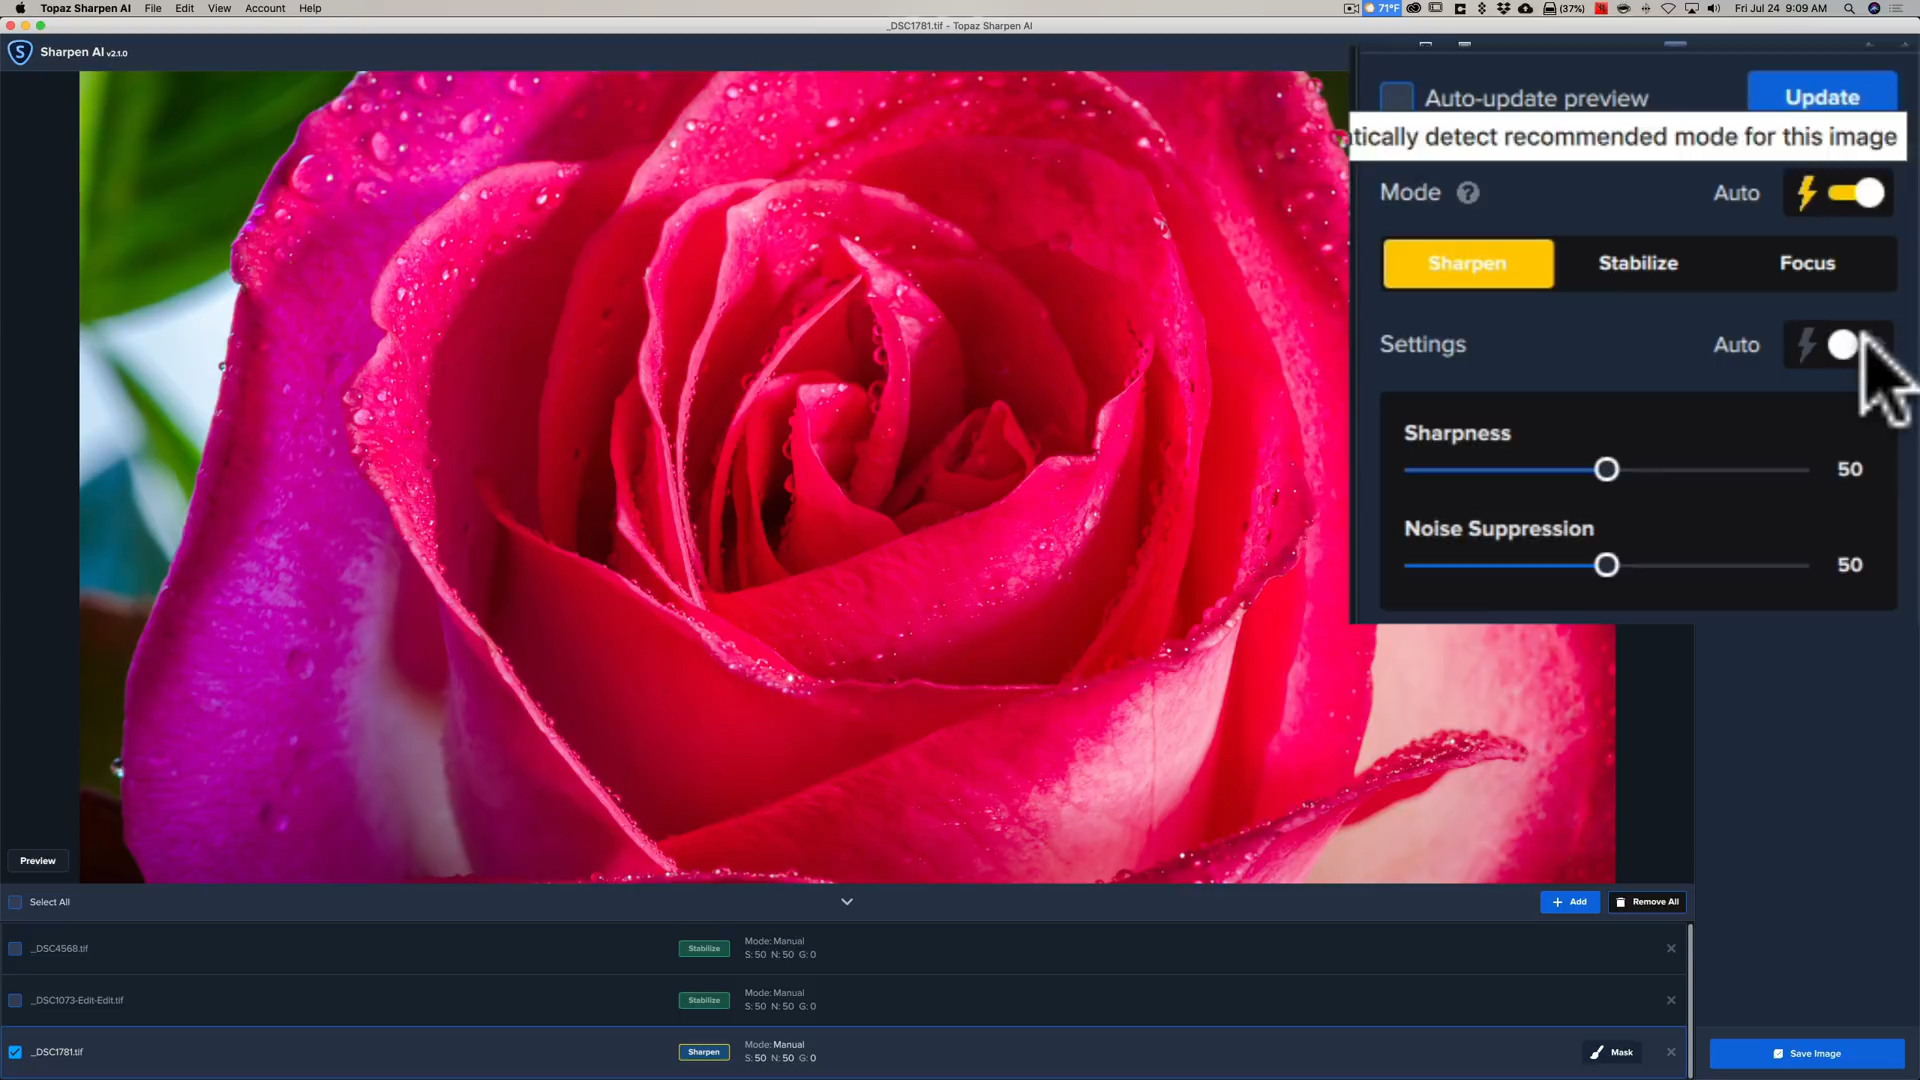 Topaz Sharpen AI File Edit View Account Help
71°F (37%) Fri Jul 24 9:09 AM
_DSC1781.tif - Topaz Sharpen AI
Sharpen AI v2.1.0
Auto-update preview Update
tically detect recommended mode for this image
Mode ? Auto
Sharpen Stabilize Focus
Settings Auto
Sharpness
50
Noise Suppression
50
Preview
Select All + Add Remove All
_DSC4568.tif Stabilize Mode: Manual
S: 50 N: 50 G: 0
_DSC1073-Edit-Edit.tif Stabilize Mode: Manual
S: 50 N: 50 G: 0
_DSC1781.tif Sharpen Mode: Manual
S: 50 N: 50 G: 0
Mask
Save Image